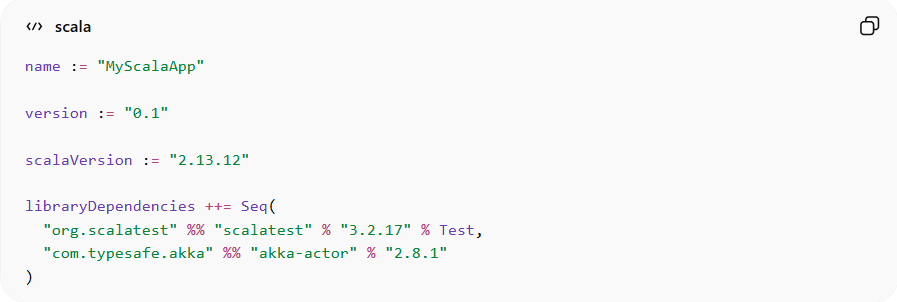 scala
name := "MyScalaApp"
version := "0.1"
scalaVersion := "2.13.12"
libraryDependencies ++= Seq(
  "org.scalatest" %% "scalatest" % "3.2.17" % Test,
  "com.typesafe.akka" %% "akka-actor" % "2.8.1"
)